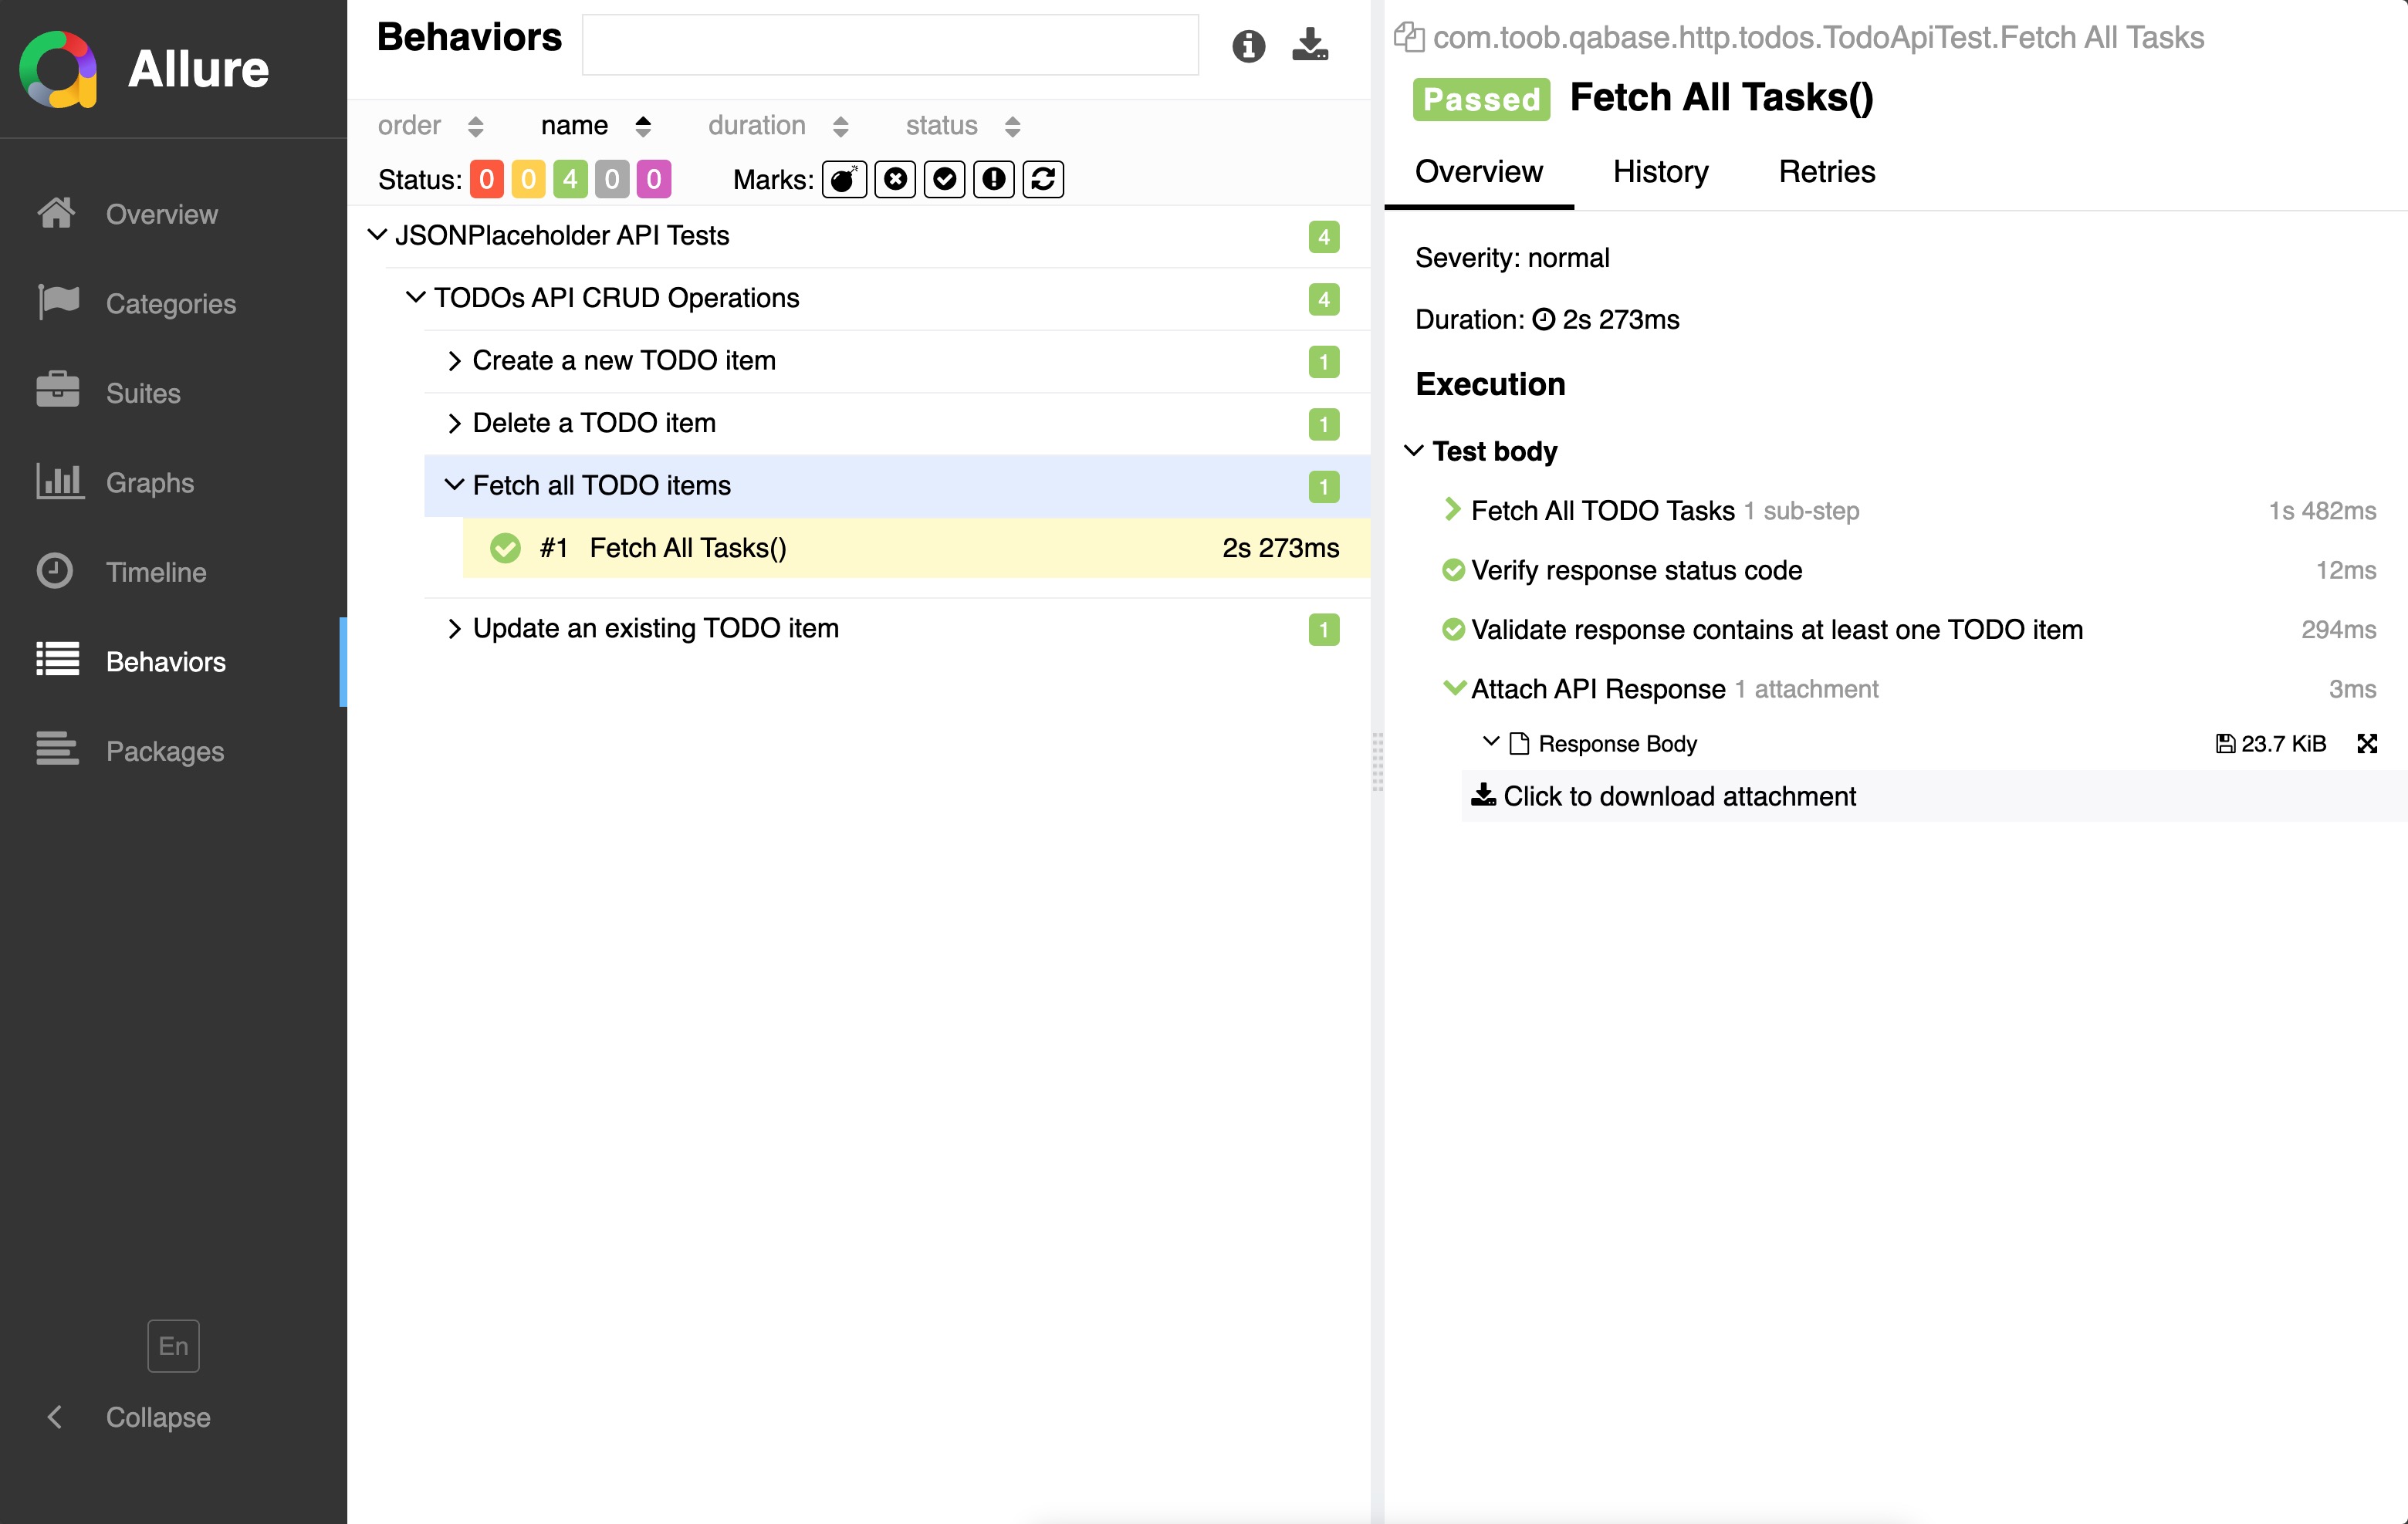 Allure
Overview
Categories
Suites
Graphs
Timeline
Behaviors
Packages
En
Collapse
Behaviors
order name duration status
Status: 0 0 4 0 0 Marks:
JSONPlaceholder API Tests 4
TODOs API CRUD Operations 4
Create a new TODO item 1
Delete a TODO item 1
Fetch all TODO items 1
#1 Fetch All Tasks() 2s 273ms
Update an existing TODO item 1
com.toob.qabase.http.todos.TodoApiTest.Fetch All Tasks
Passed Fetch All Tasks()
Overview History Retries
Severity: normal
Duration: 2s 273ms
Execution
Test body
Fetch All TODO Tasks 1 sub-step 1s 482ms
Verify response status code 12ms
Validate response contains at least one TODO item 294ms
Attach API Response 1 attachment 3ms
Response Body 23.7 KiB
Click to download attachment